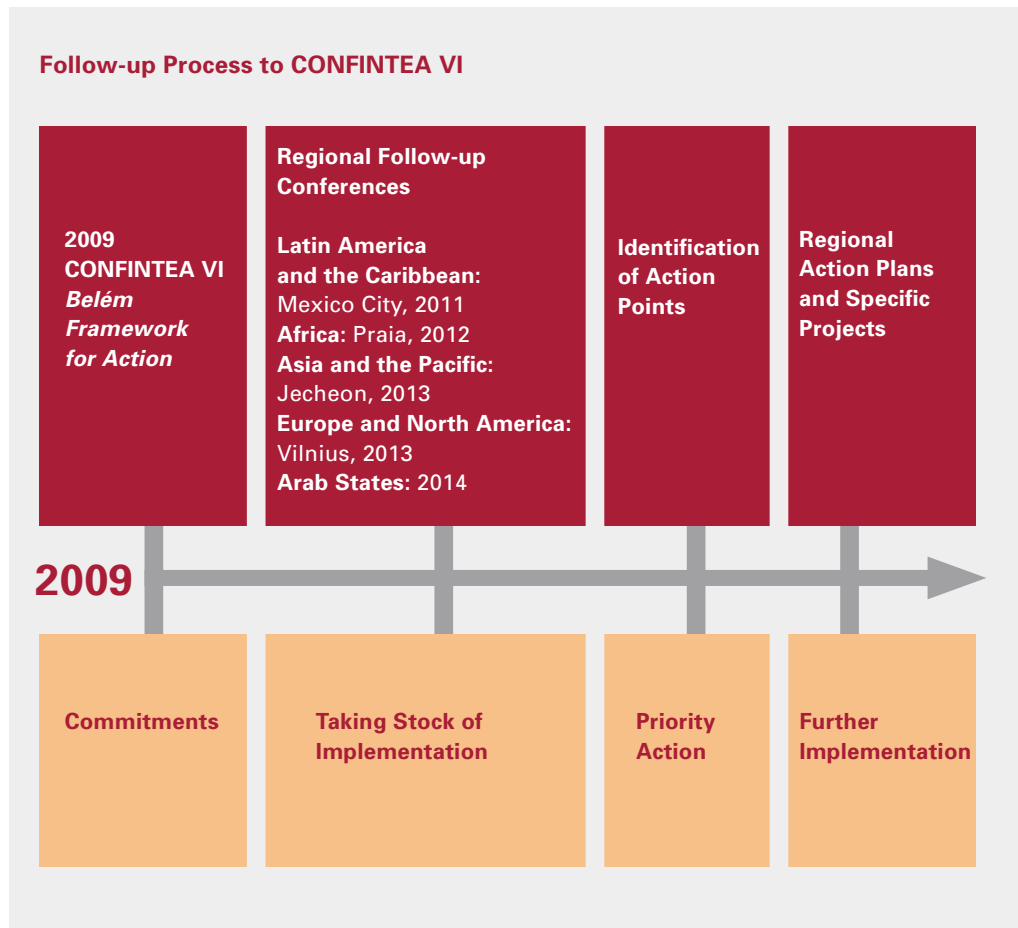 Follow-up Process to CONFINTEA VI
2009
CONFINTEA VI
Belém
Framework
for Action
Regional Follow-up
Conferences
Latin America
and the Caribbean:
Mexico City, 2011
Africa: Praia, 2012
Asia and the Pacific:
Jecheon, 2013
Europe and North America:
Vilnius, 2013
Arab States: 2014
Identification
of Action
Points
Regional
Action Plans
and Specific
Projects
2009
Commitments
Taking Stock of
Implementation
Priority
Action
Further
Implementation